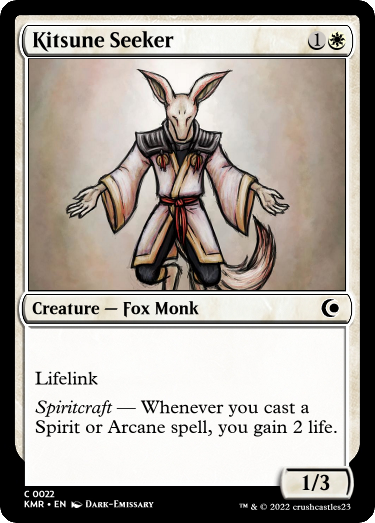 Kitsune Seeker 1
Creature — Fox Monk
Lifelink
Spiritcraft — Whenever you cast a
Spirit or Arcane spell, you gain 2 life.
1/3
C 0022
KMR • EN Dark-Emissary
™ & © 2022 crushcastles23